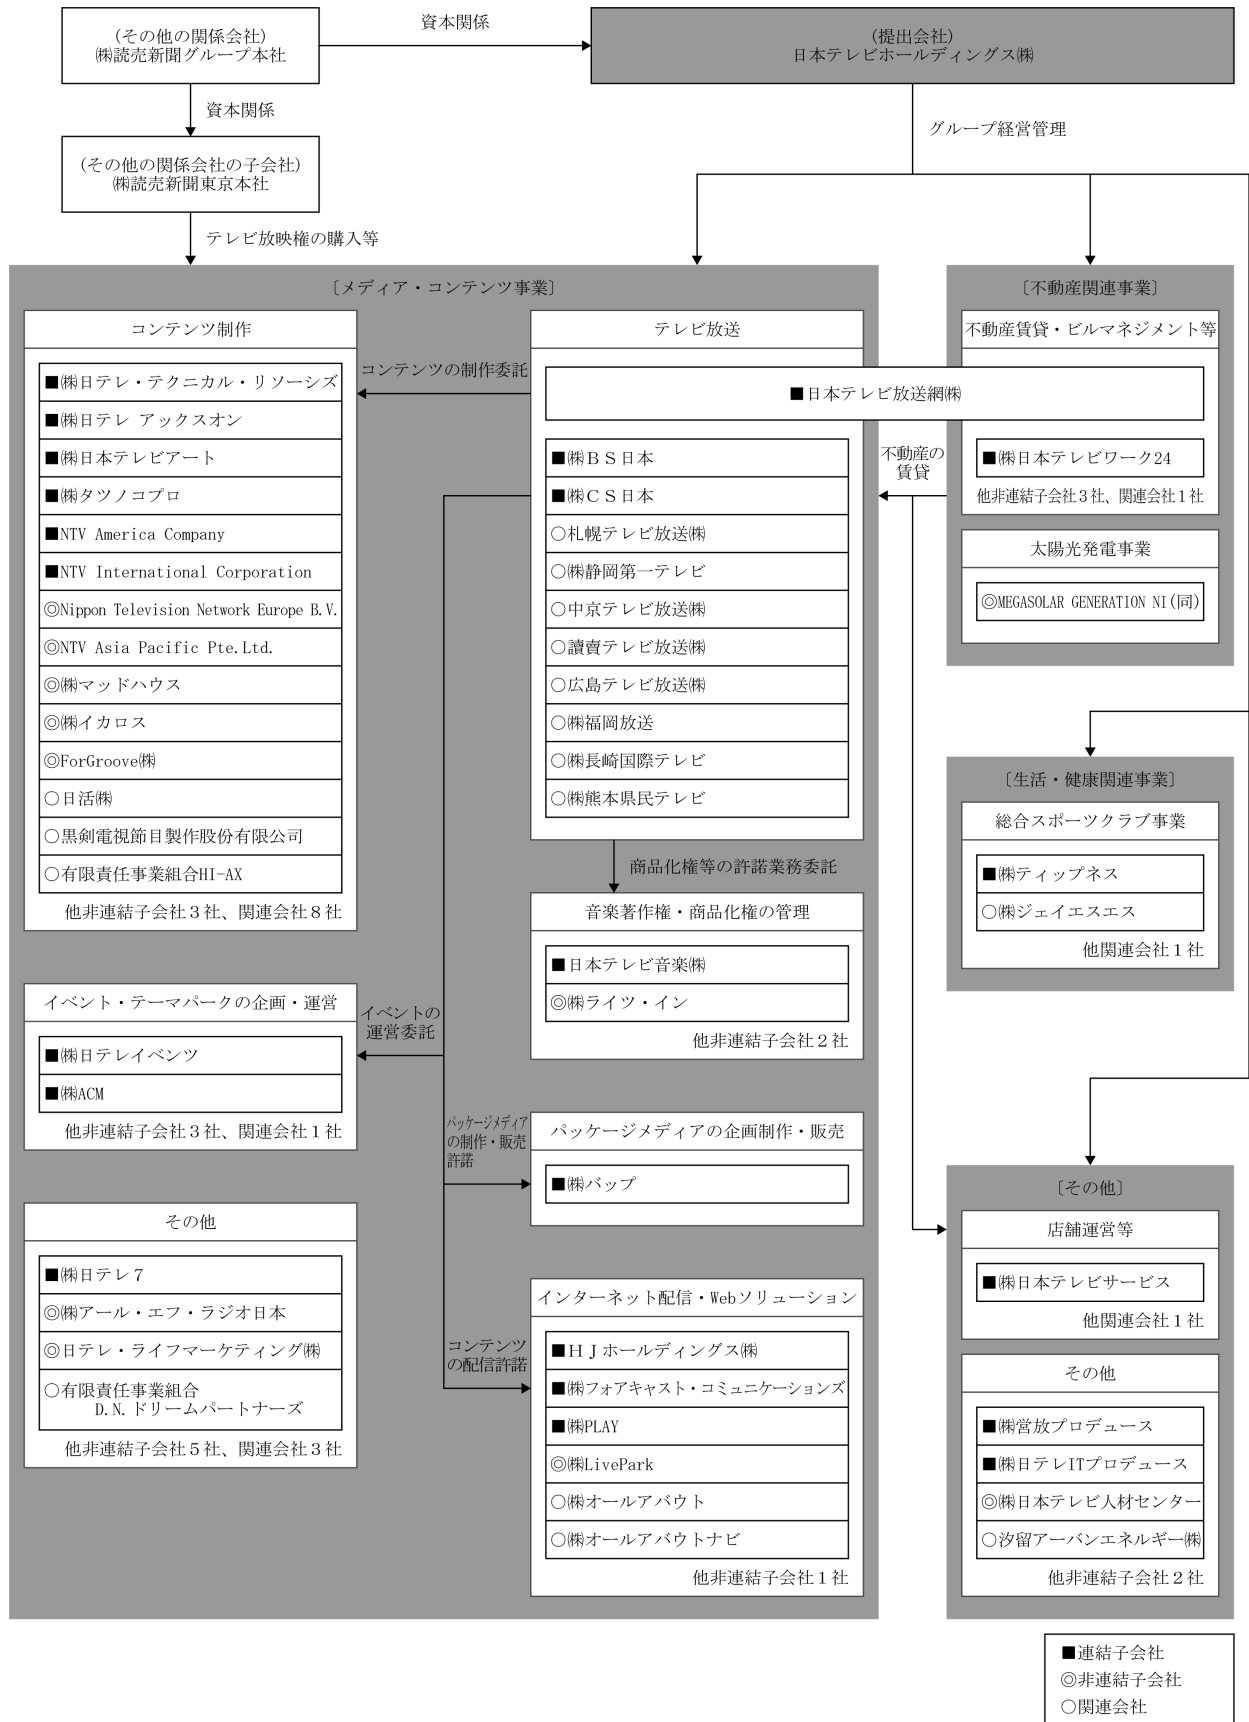 (その他の関係会社)
㈱読売新聞グループ本社
資本関係
(提出会社)
日本テレビホールディングス㈱
資本関係
グループ経営管理
(その他の関係会社の子会社)
㈱読売新聞東京本社
テレビ放映権の購入等
〔メディア・コンテンツ事業〕
コンテンツ制作
■㈱日テレ・テクニカル・リソーシズ
■㈱日テレ アックスオン
■㈱日本テレビアート
■㈱タツノコプロ
■NTV America Company
■NTV International Corporation
◎Nippon Television Network Europe B.V.
◎NTV Asia Pacific Pte.Ltd.
◎㈱マッドハウス
◎㈱イカロス
◎ForGroove㈱
○日活㈱
○黒剣電視節目製作股份有限公司
○有限責任事業組合HI-AX
他非連結子会社3社、関連会社8社
コンテンツの制作委託
テレビ放送
■日本テレビ放送網㈱
■㈱BS日本
■㈱CS日本
○札幌テレビ放送㈱
○㈱静岡第一テレビ
○中京テレビ放送㈱
○讀賣テレビ放送㈱
○広島テレビ放送㈱
○㈱福岡放送
○㈱長崎国際テレビ
○㈱熊本県民テレビ
商品化権等の許諾業務委託
音楽著作権・商品化権の管理
■日本テレビ音楽㈱
◎㈱ライツ・イン
他非連結子会社2社
イベント・テーマパークの企画・運営
■㈱日テレイベンツ
■㈱ACM
他非連結子会社3社、関連会社1社
イベントの
運営委託
パッケージメディア
の制作・販売
許諾
パッケージメディアの企画制作・販売
■㈱バップ
その他
■㈱日テレ7
◎㈱アール・エフ・ラジオ日本
◎日テレ・ライフマーケティング㈱
○有限責任事業組合
D.N.ドリームパートナーズ
他非連結子会社5社、関連会社3社
コンテンツ
の配信許諾
インターネット配信・Webソリューション
■HJホールディングス㈱
■㈱フォアキャスト・コミュニケーションズ
■㈱PLAY
◎㈱LivePark
○㈱オールアバウト
○㈱オールアバウトナビ
他非連結子会社1社
〔不動産関連事業〕
不動産賃貸・ビルマネジメント等
■㈱日本テレビワーク24
他非連結子会社3社、関連会社1社
不動産の
賃貸
太陽光発電事業
◎MEGASOLAR GENERATION NI(同)
〔生活・健康関連事業〕
総合スポーツクラブ事業
■㈱ティップネス
○㈱ジェイエスエス
他関連会社1社
〔その他〕
店舗運営等
■㈱日本テレビサービス
他関連会社1社
その他
■㈱営放プロデュース
■㈱日テレITプロデュース
◎㈱日本テレビ人材センター
○汐留アーバンエネルギー㈱
他非連結子会社2社
■連結子会社
◎非連結子会社
○関連会社